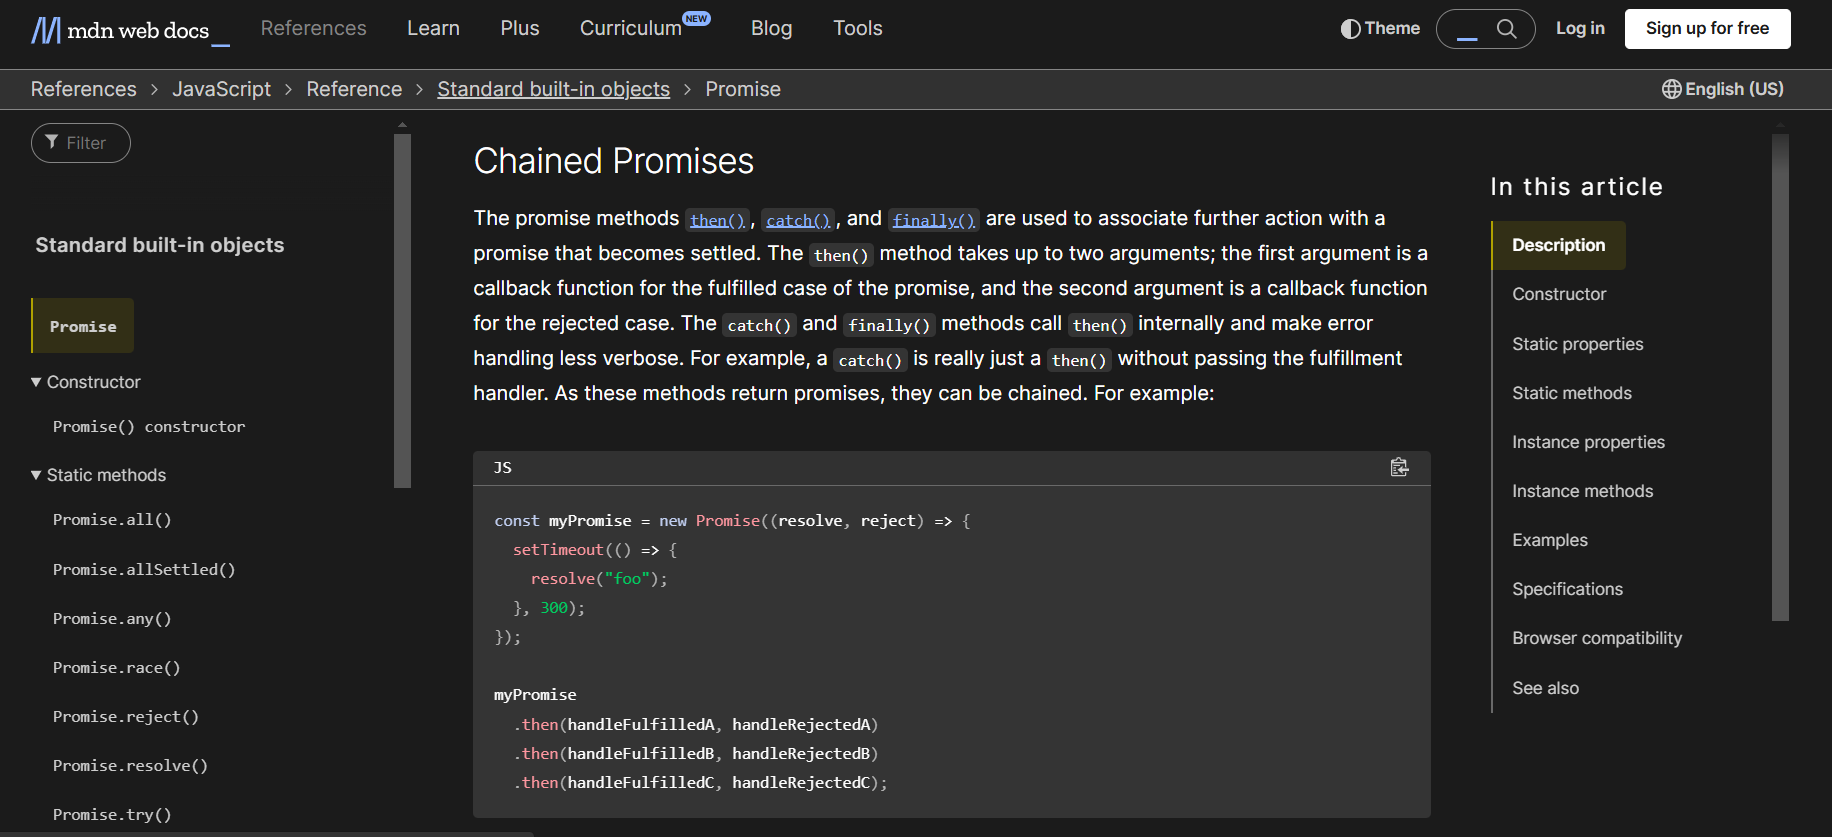 mdn web docs_
References
Learn
Plus
Curriculum NEW
Blog
Tools
Theme
Log in
Sign up for free
References > JavaScript > Reference > Standard built-in objects > Promise
English (US)
Filter
Standard built-in objects
Promise
▼ Constructor
Promise() constructor
▼ Static methods
Promise.all()
Promise.allSettled()
Promise.any()
Promise.race()
Promise.reject()
Promise.resolve()
Promise.try()
Chained Promises
The promise methods then(), catch(), and finally() are used to associate further action with a
promise that becomes settled. The then() method takes up to two arguments; the first argument is a
callback function for the fulfilled case of the promise, and the second argument is a callback function
for the rejected case. The catch() and finally() methods call then() internally and make error
handling less verbose. For example, a catch() is really just a then() without passing the fulfillment
handler. As these methods return promises, they can be chained. For example:
JS
const myPromise = new Promise((resolve, reject) => {
  setTimeout(() => {
    resolve("foo");
  }, 300);
});
myPromise
  .then(handleFulfilledA, handleRejectedA)
  .then(handleFulfilledB, handleRejectedB)
  .then(handleFulfilledC, handleRejectedC);
In this article
Description
Constructor
Static properties
Static methods
Instance properties
Instance methods
Examples
Specifications
Browser compatibility
See also